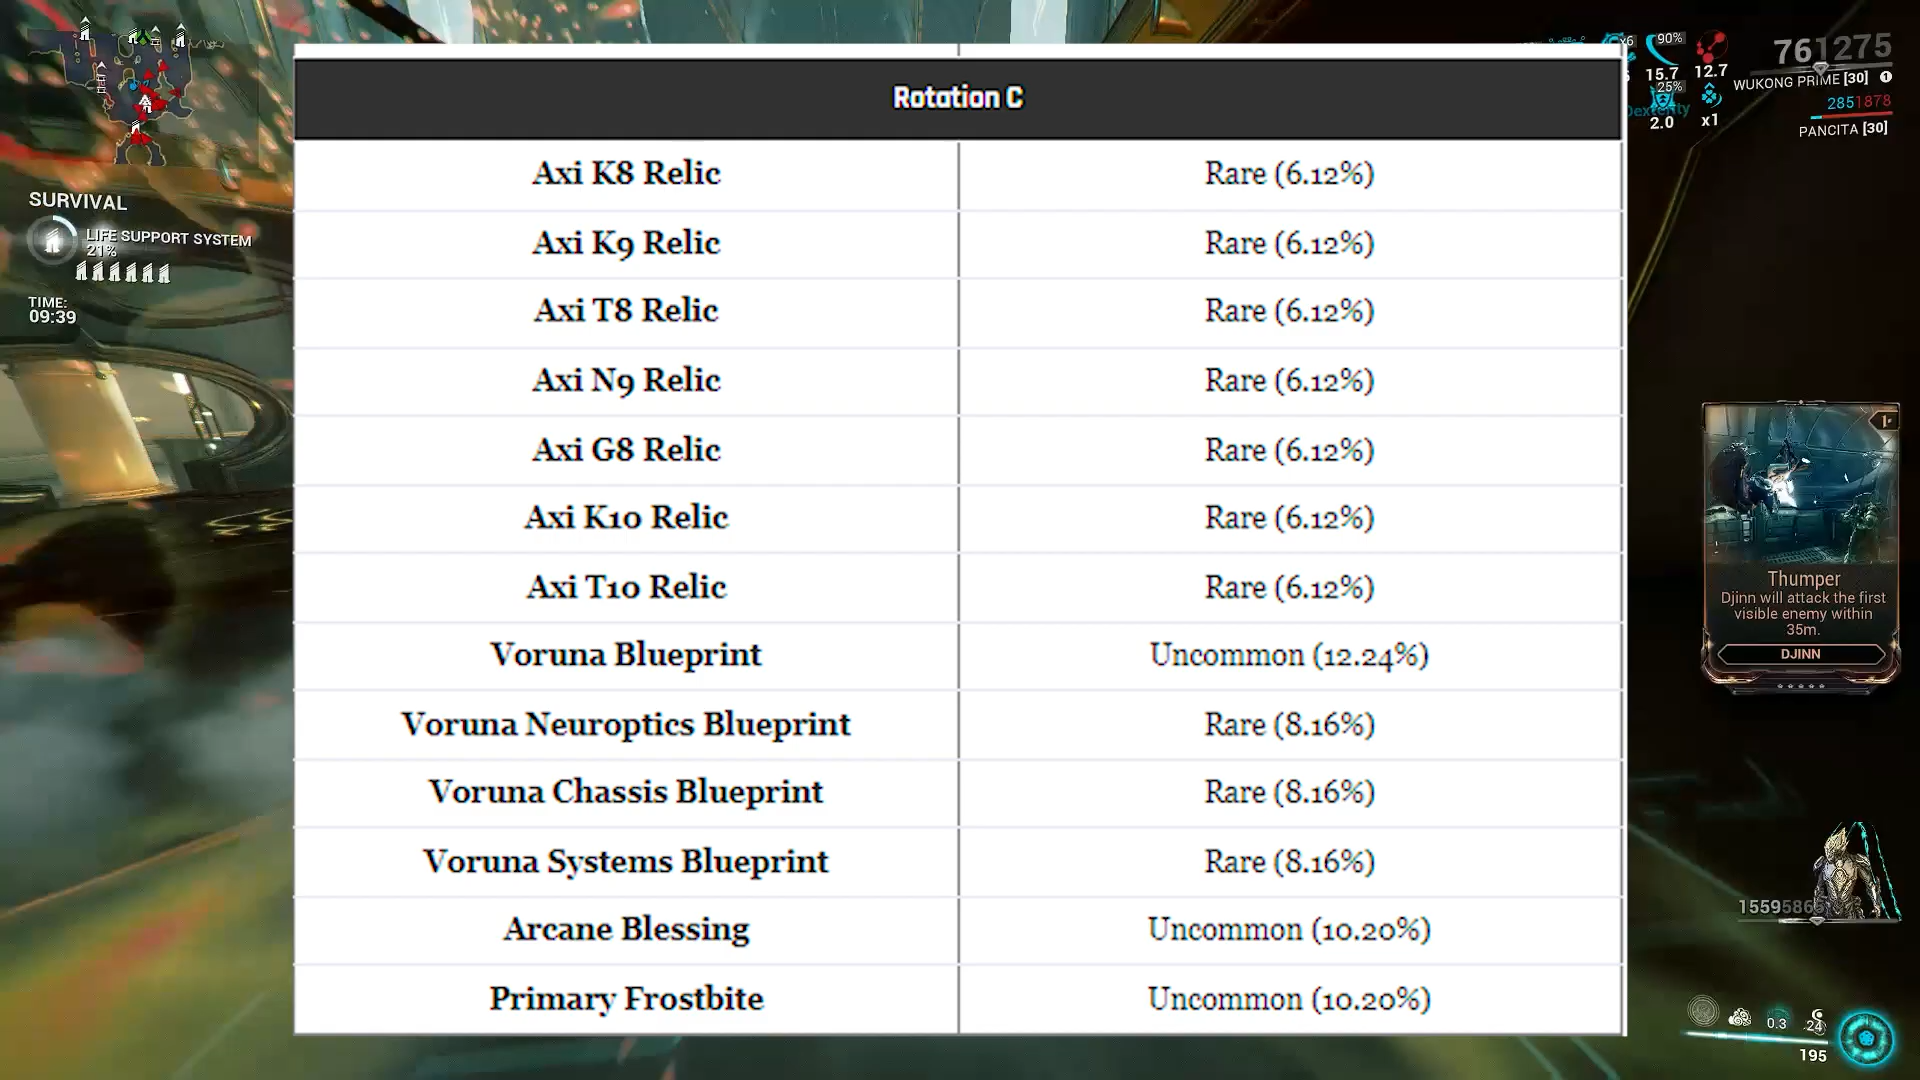 Rotation C
Axi K8 Relic Rare (6.12%)
Axi K9 Relic Rare (6.12%)
Axi T8 Relic Rare (6.12%)
Axi N9 Relic Rare (6.12%)
Axi G8 Relic Rare (6.12%)
Axi K10 Relic Rare (6.12%)
Axi T10 Relic Rare (6.12%)
Voruna Blueprint Uncommon (12.24%)
Voruna Neuroptics Blueprint Rare (8.16%)
Voruna Chassis Blueprint Rare (8.16%)
Voruna Systems Blueprint Rare (8.16%)
Arcane Blessing Uncommon (10.20%)
Primary Frostbite Uncommon (10.20%)
SURVIVAL
LIFE SUPPORT SYSTEM
21%
TIME:
09:39
x6 90%
15.7 12.7
25%
Dexterity
2.0 x1
761275
WUKONG PRIME [30] 1
2851878
PANCITA [30]
Thumper
Djinn will attack the first
visible enemy within
35m.
DJINN
0.3 24
195